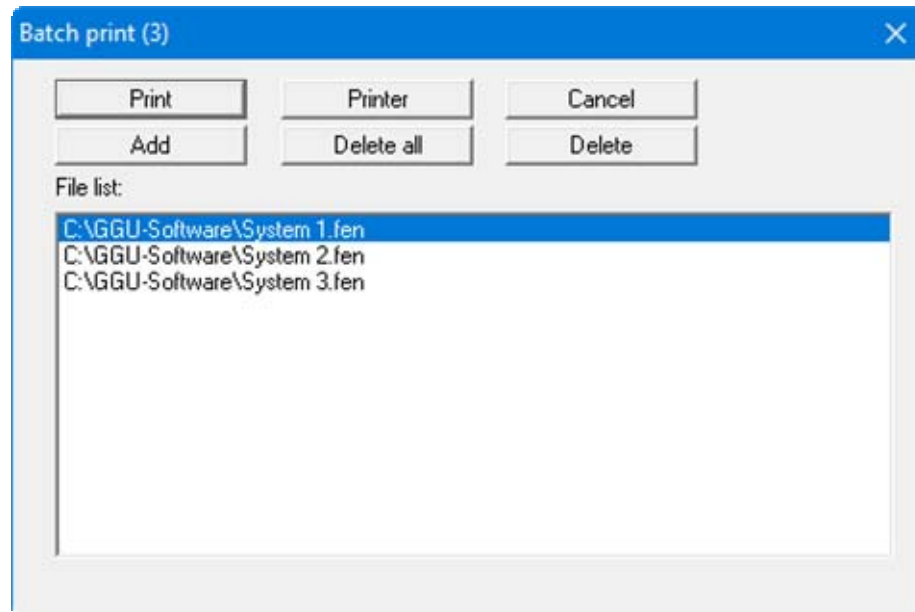 Batch print (3)
Print Printer Cancel
Add Delete all Delete
File list:
C:\GGU-Software\System 1.fen
C:\GGU-Software\System 2.fen
C:\GGU-Software\System 3.fen